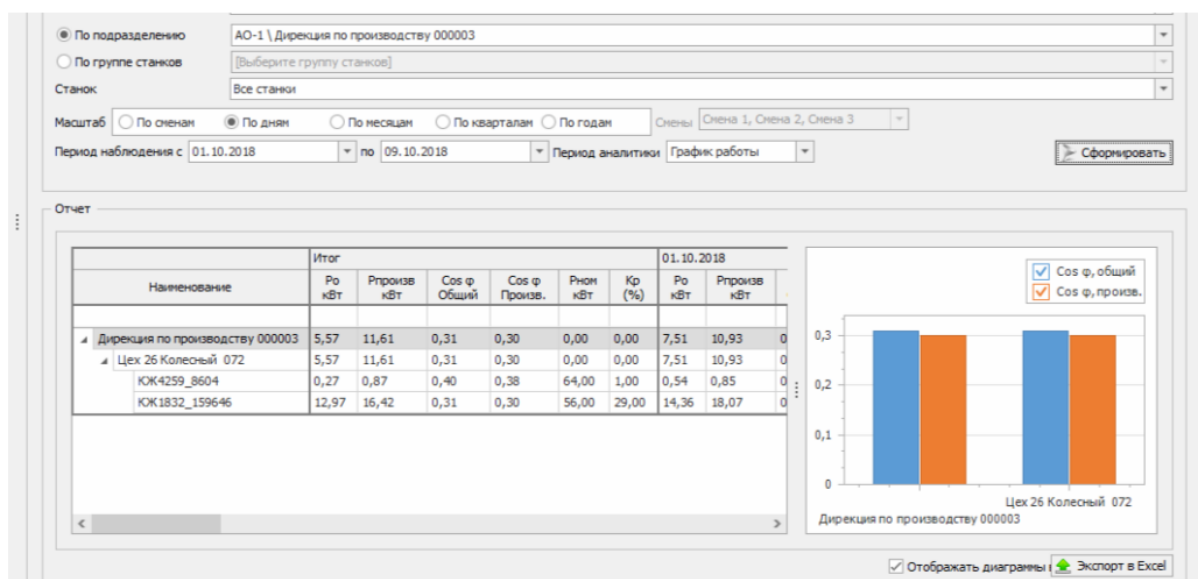 По подразделению АО-1 \ Дирекция по производству 000003
По группе станков [Выберите группу станков]
Станок Все станки
Масштаб По сменам По дням По месяцам По кварталам По годам Смены Смена 1, Смена 2, Смена 3
Период наблюдения с 01.10.2018 по 09.10.2018 Период аналитики График работы Сформировать
Отчет
Итог 01.10.2018
Наименование Ро кВт Рпроизв кВт Cos φ Общий Cos φ Произв. Рном кВт Кр (%) Ро кВт Рпроизв кВт
Дирекция по производству 000003 5,57 11,61 0,31 0,30 0,00 0,00 7,51 10,93 0
Цех 26 Колесный 072 5,57 11,61 0,31 0,30 0,00 0,00 7,51 10,93 0
КЖ4259_8604 0,27 0,87 0,40 0,38 64,00 1,00 0,54 0,85 0
КЖ1832_159646 12,97 16,42 0,31 0,30 56,00 29,00 14,36 18,07 0
Cos φ, общий
Cos φ, произв.
0,3
0,2
0,1
0
Цех 26 Колесный 072
Дирекция по производству 000003
Отображать диаграммы Экспорт в Excel